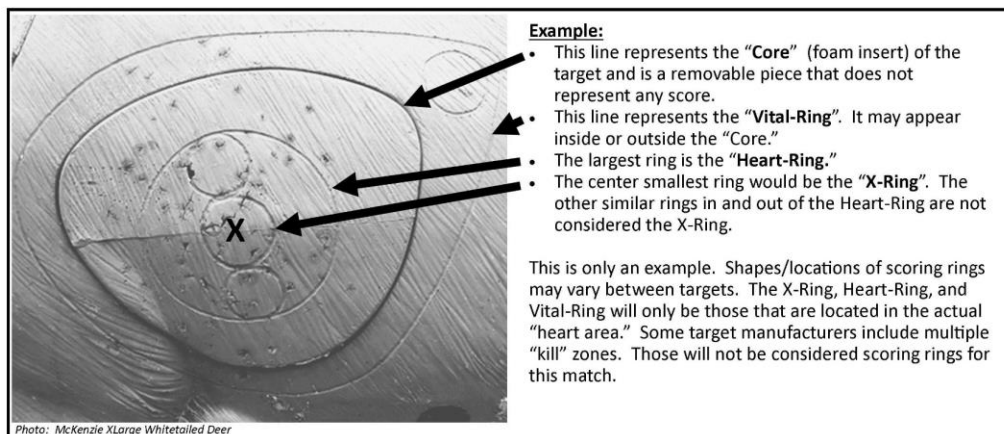 Example:
• This line represents the “Core” (foam insert) of the
target and is a removable piece that does not
represent any score.
• This line represents the “Vital-Ring”. It may appear
inside or outside the “Core.”
• The largest ring is the “Heart-Ring.”
• The center smallest ring would be the “X-Ring”. The
other similar rings in and out of the Heart-Ring are not
considered the X-Ring.
This is only an example. Shapes/locations of scoring rings
may vary between targets. The X-Ring, Heart-Ring, and
Vital-Ring will only be those that are located in the actual
“heart area.” Some target manufacturers include multiple
“kill” zones. Those will not be considered scoring rings for
this match.
X
Photo: McKenzie XLarge Whitetailed Deer